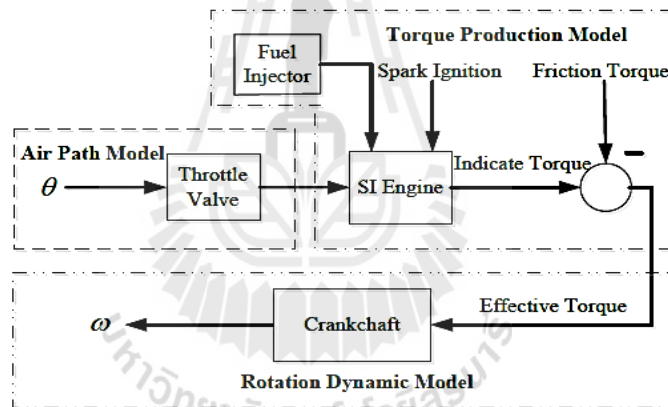 Torque Production Model
Fuel
Injector
Spark Ignition
Friction Torque
Air Path Model
θ
Throttle
Valve
SI Engine
Indicate Torque
−
ω
Crankchaft
Effective Torque
Rotation Dynamic Model